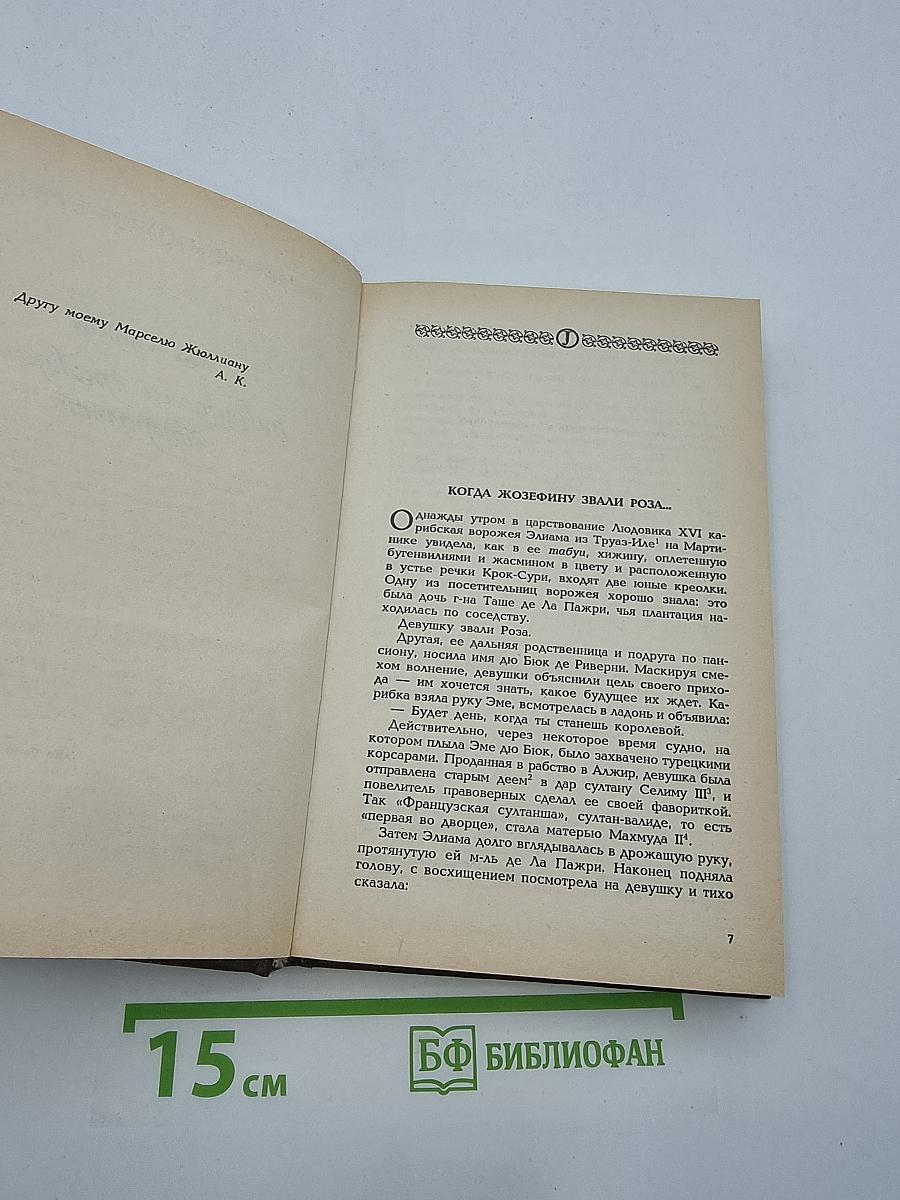 Другу моему Марселю Жюллиану
А. К.
J
КОГДА ЖОЗЕФИНУ ЗВАЛИ РОЗА...
Однажды утром в царствование Людовика XVI ка-
рибская ворожея Элиама из Труаз-Иле¹ на Марти-
нике увидела, как в ее табуи, хижину, оплетенную
бугенвилиями и жасмином в цвету и расположенную
в устье речки Крок-Сури, входят две юные креолки.
Одну из посетительниц ворожея хорошо знала: это
была дочь г-на Таше де Ла Пажри, чья плантация на-
ходилась по соседству.
Девушку звали Роза.
Другая, ее дальняя родственница и подруга по пан-
сиону, носила имя дю Бюк де Риверни. Маскируя сме-
хом волнение, девушки объяснили цель своего прихо-
да — им хочется знать, какое будущее их ждет. Ка-
рибка взяла руку Эме, всмотрелась в ладонь и объявила:
— Будет день, когда ты станешь королевой.
Действительно, через некоторое время судно, на
котором плыла Эме дю Бюк, было захвачено турецкими
корсарами. Проданная в рабство в Алжир, девушка была
отправлена старым деем² в дар султану Селиму III³, и
повелитель правоверных сделал ее своей фавориткой.
Так «Французская султанша», султан-валиде, то есть
«первая во дворце», стала матерью Махмуда II⁴.
Затем Элиама долго вглядывалась в дрожащую руку,
протянутую ей м-ль де Ла Пажри. Наконец подняла
голову, с восхищением посмотрела на девушку и тихо
сказала:
7
15 см
БФ БИБЛИОФАН